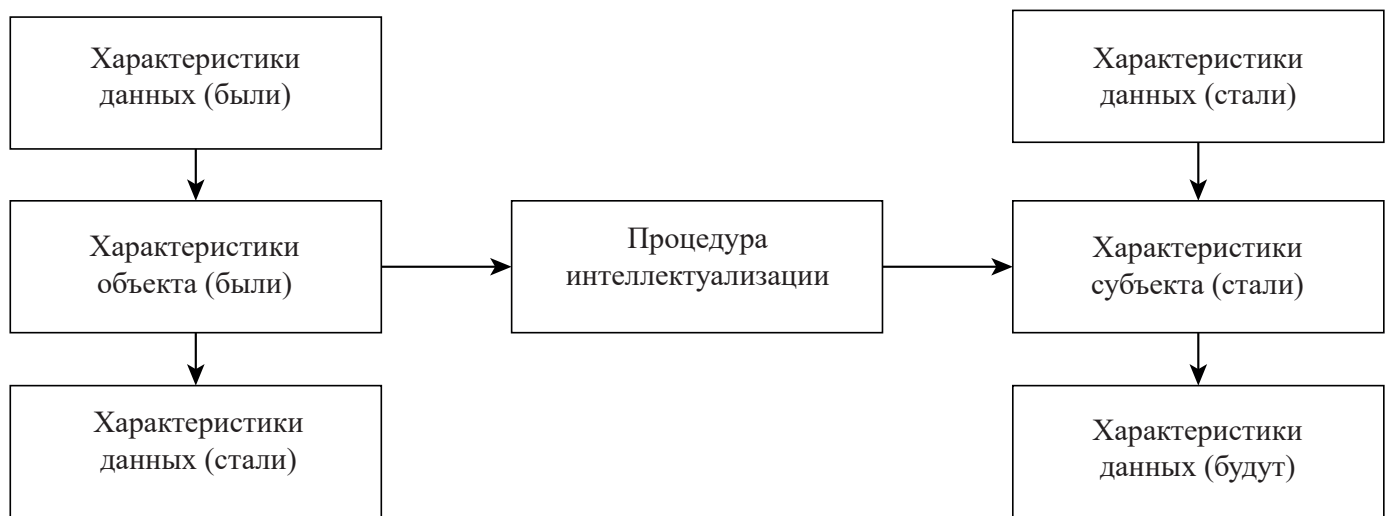 Характеристики
данных (были)
Характеристики
данных (стали)
Характеристики
объекта (были)
Процедура
интеллектуализации
Характеристики
субъекта (стали)
Характеристики
данных (стали)
Характеристики
данных (будут)